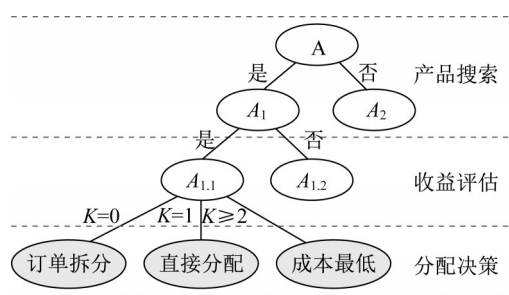 A
是 否 产品搜索
A₁ A₂
是 否
A₁.₁ A₁.₂ 收益评估
K=0 K=1 K≥2
订单拆分 直接分配 成本最低 分配决策